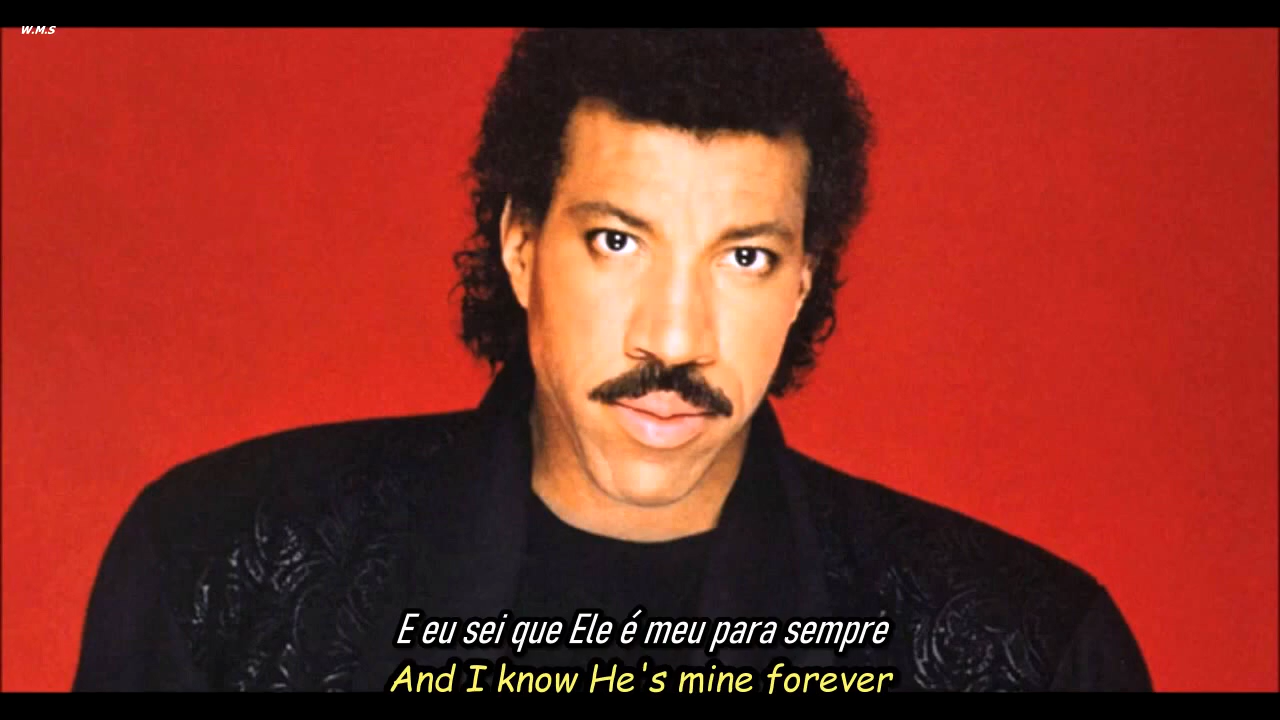 W.M.S
E eu sei que Ele é meu para sempre
And I know He's mine forever